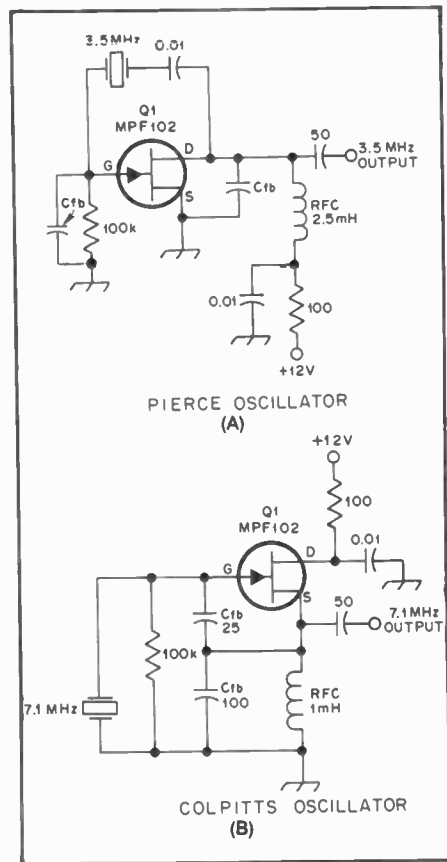 3.5MHz
0.01
Q1
MPF102
D
G
S
50
3.5 MHz
OUTPUT
Cfb
Cfb
100k
RFC
2.5mH
0.01
100
+12V
PIERCE OSCILLATOR
(A)
+12V
100
Q1
MPF102
D
0.01
G
S
50
7.1MHz
OUTPUT
Cfb
25
100k
Cfb
100
RFC
1mH
7.1 MHz
COLPITTS OSCILLATOR
(B)